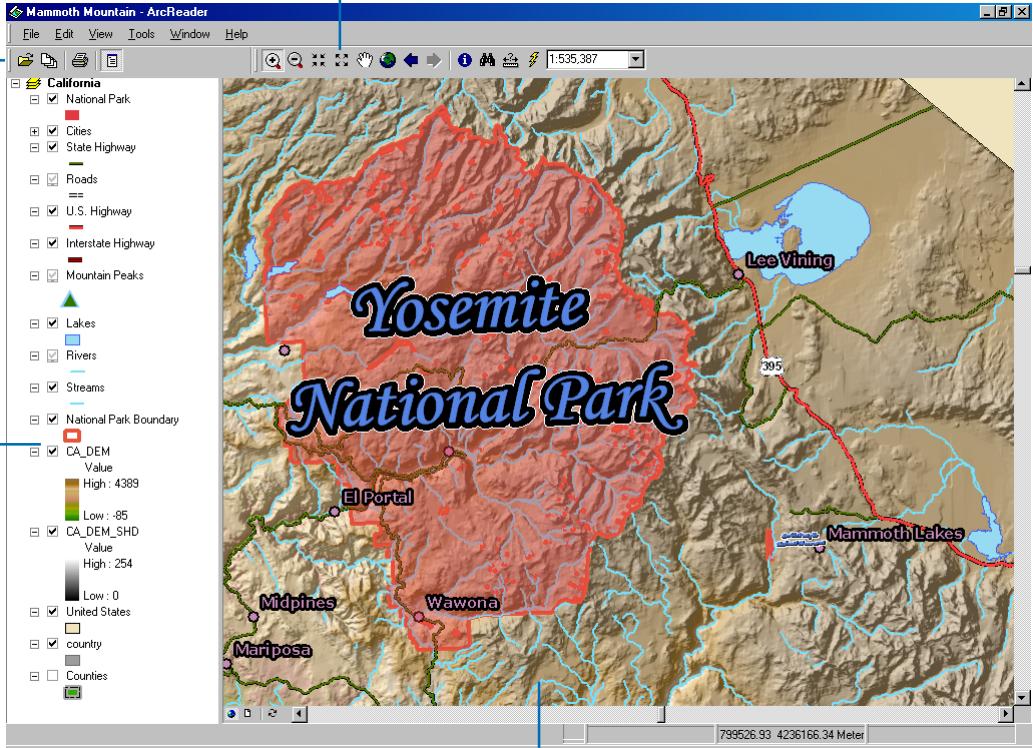 Mammoth Mountain - ArcReader
File Edit View Tools Window Help
1:535,387
California
National Park
Cities
State Highway
Roads
U.S. Highway
Interstate Highway
Mountain Peaks
Lakes
Rivers
Streams
National Park Boundary
CA_DEM
Value
High : 4389
Low : -85
CA_DEM_SHD
Value
High : 254
Low : 0
United States
country
Counties
Lee Vining
Yosemite
395
National Park
El Portal
Mammoth Lakes
Midpines
Wawona
Mariposa
799526.93 4236166.34 Meter